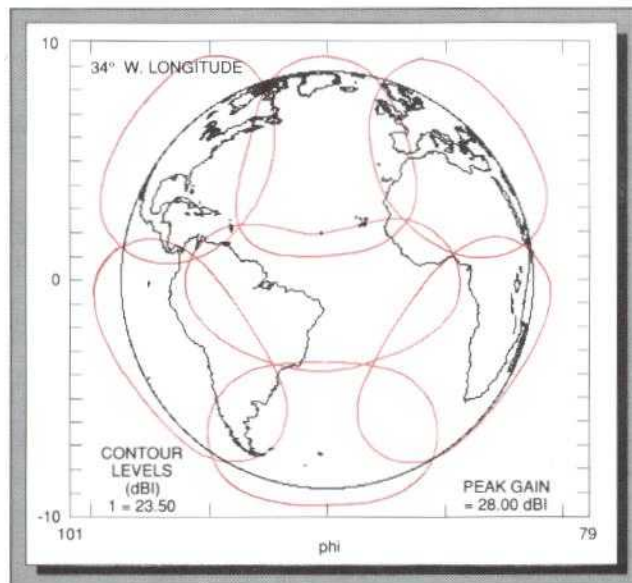 10
34° W. LONGITUDE
0
CONTOUR
LEVELS
(dBI)
1 = 23.50
PEAK GAIN
= 28.00 dBI
-10
101
79
phi